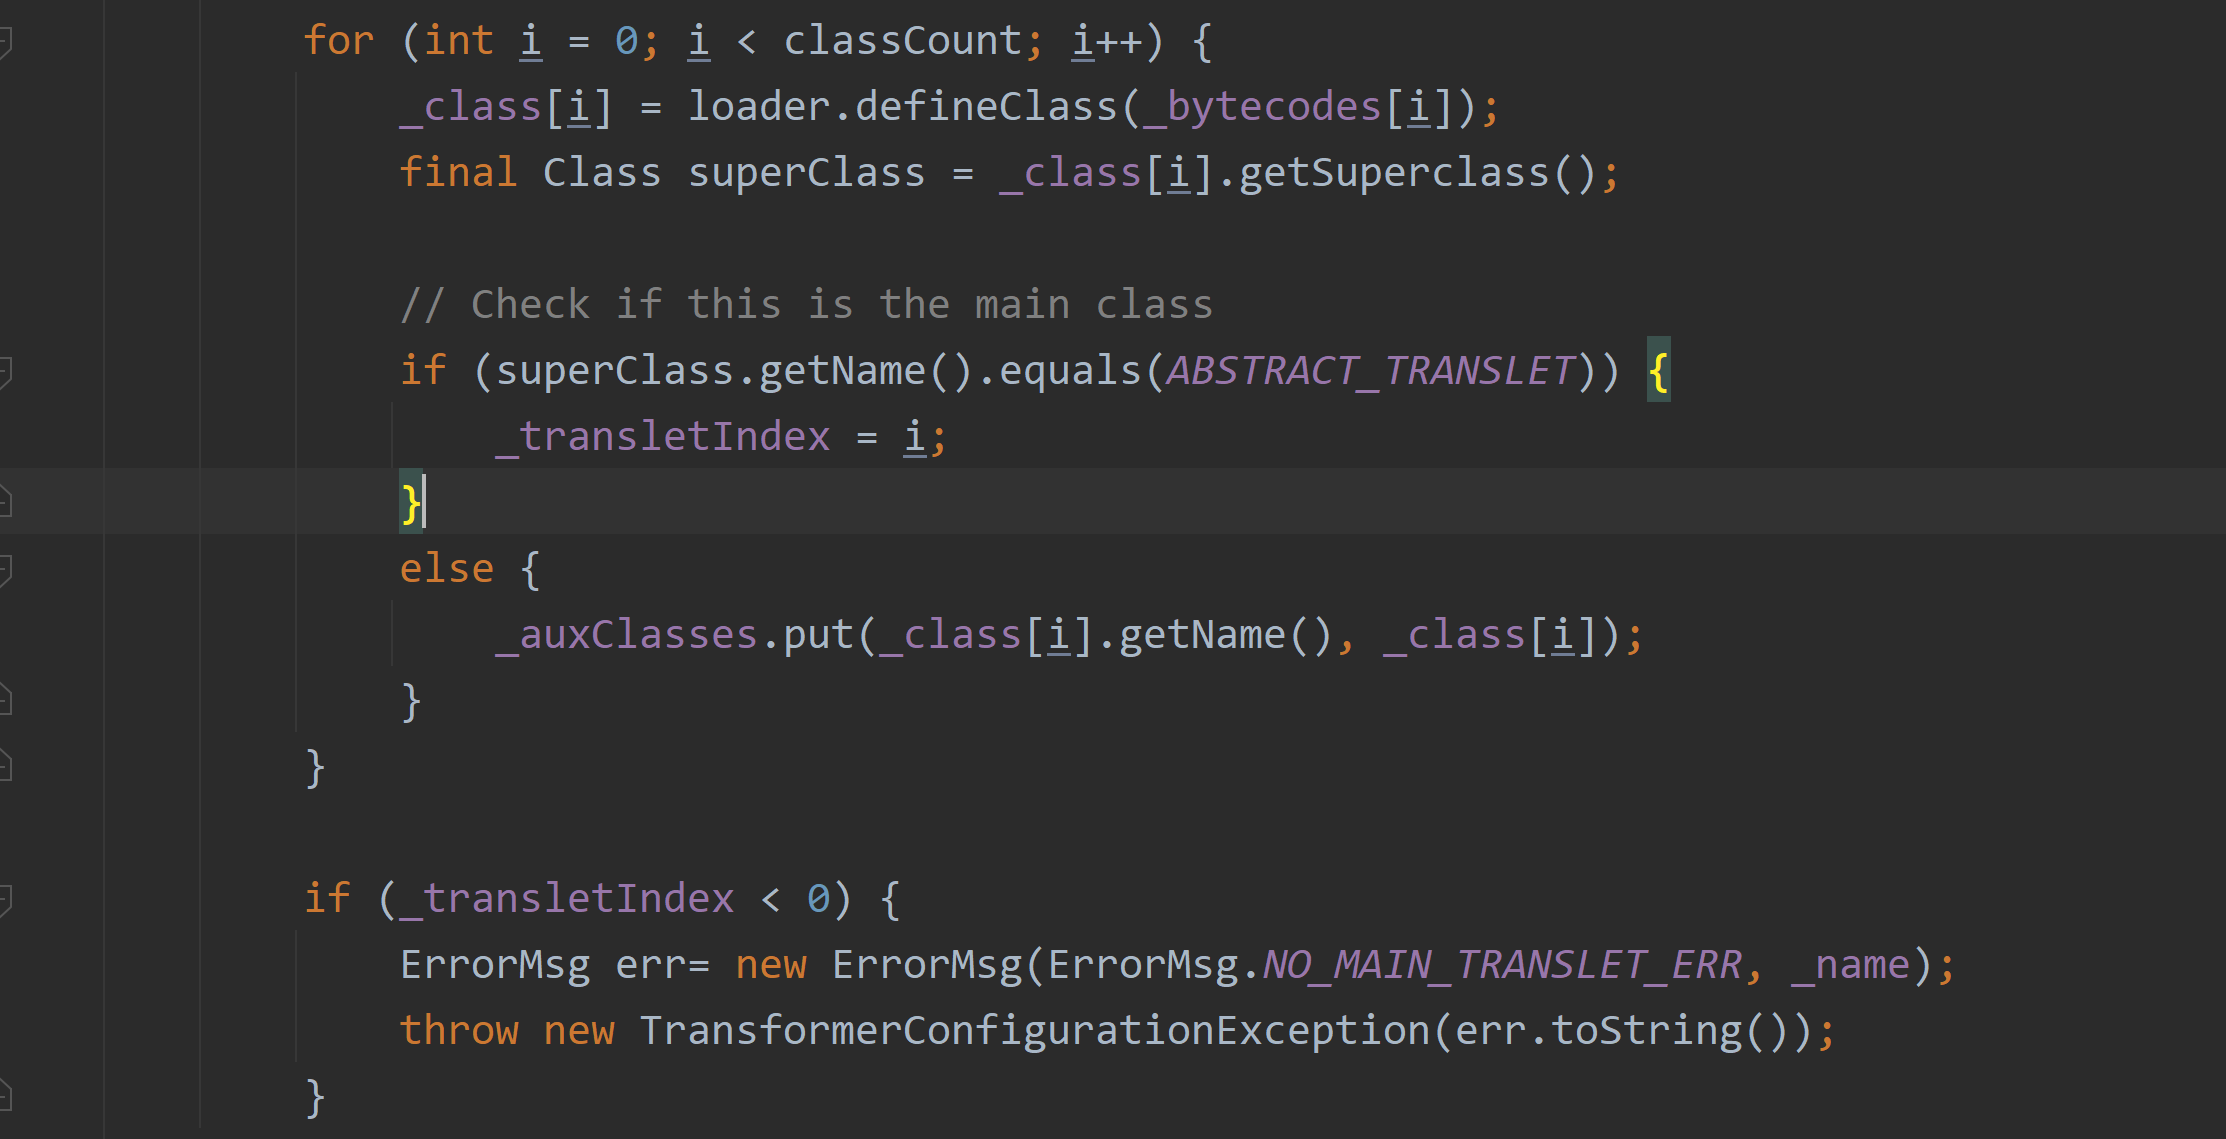 for (int i = 0; i < classCount; i++) {
_class[i] = loader.defineClass(_bytecodes[i]);
final Class superClass = _class[i].getSuperclass();
// Check if this is the main class
if (superClass.getName().equals(ABSTRACT_TRANSLET)) {
_transletIndex = i;
}
else {
_auxClasses.put(_class[i].getName(), _class[i]);
}
}
if (_transletIndex < 0) {
ErrorMsg err= new ErrorMsg(ErrorMsg.NO_MAIN_TRANSLET_ERR, _name);
throw new TransformerConfigurationException(err.toString());
}